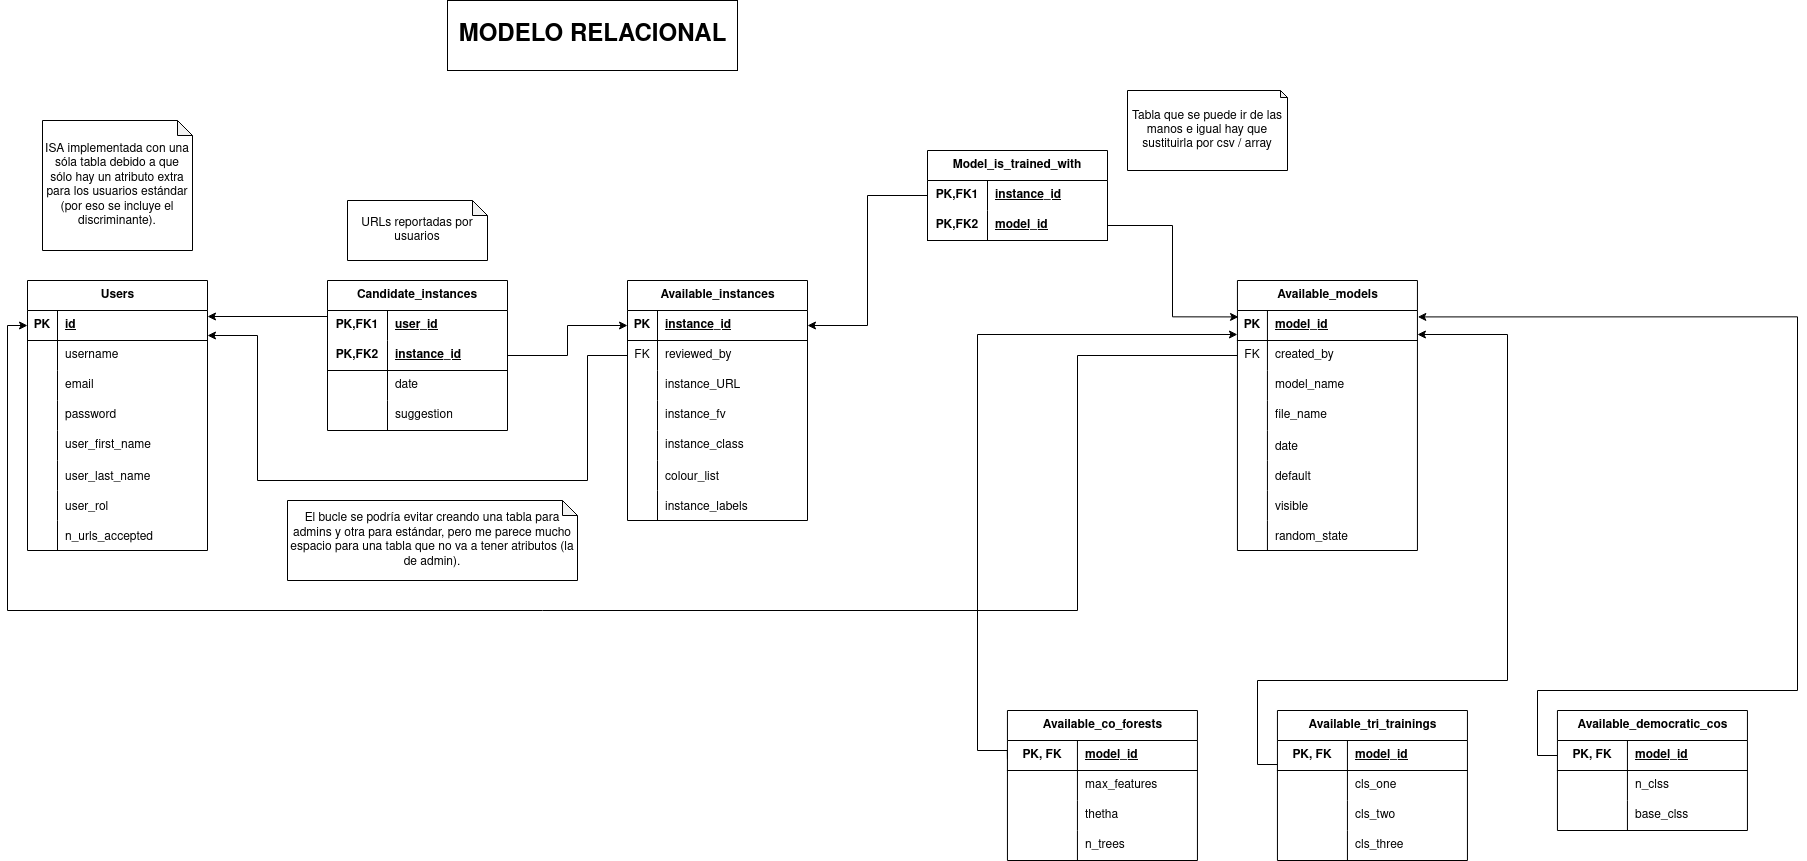 MODELO RELACIONAL
ISA implementada con una
sóla tabla debido a que
sólo hay un atributo extra
para los usuarios estándar
(por eso se incluye el
discriminante).
URLs reportadas por
usuarios
Tabla que se puede ir de las
manos e igual hay que
sustituirla por csv / array
Model_is_trained_with
PK,FK1 instance_id
PK,FK2 model_id
Users
PK id
username
email
password
user_first_name
user_last_name
user_rol
n_urls_accepted
Candidate_instances
PK,FK1 user_id
PK,FK2 instance_id
date
suggestion
Available_instances
PK instance_id
FK reviewed_by
instance_URL
instance_fv
instance_class
colour_list
instance_labels
Available_models
PK model_id
FK created_by
model_name
file_name
date
default
visible
random_state
El bucle se podría evitar creando una tabla para
admins y otra para estándar, pero me parece mucho
espacio para una tabla que no va a tener atributos (la
de admin).
Available_co_forests
PK, FK model_id
max_features
thetha
n_trees
Available_tri_trainings
PK, FK model_id
cls_one
cls_two
cls_three
Available_democratic_cos
PK, FK model_id
n_clss
base_clss